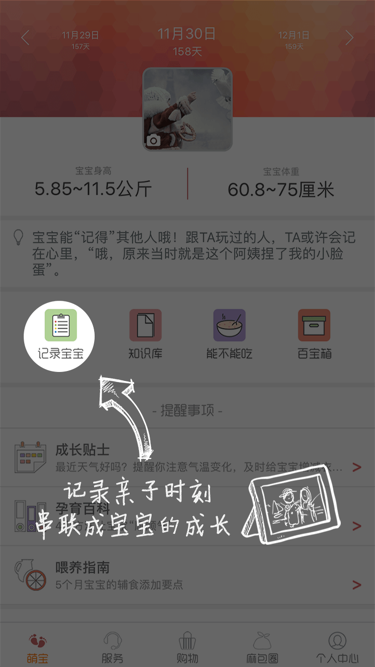 11月29日
157天
11月30日
158天
12月1日
159天
宝宝身高
5.85~11.5公斤
宝宝体重
60.8~75厘米
宝宝能“记得”其他人哦！跟TA玩过的人，TA或许会记
在心里，“哦，原来当时就是这个阿姨捏了我的小脸
蛋”。
记录宝宝
知识库
能不能吃
百宝箱
- 提醒事项 -
成长贴士
最近天气好吗？提醒你注意气温变化，及时给宝宝增减衣...
记录亲子时刻
孕育百科
串联成宝宝的成长
喂养指南
5个月宝宝的辅食添加要点
萌宝
服务
购物
麻包圈
个人中心